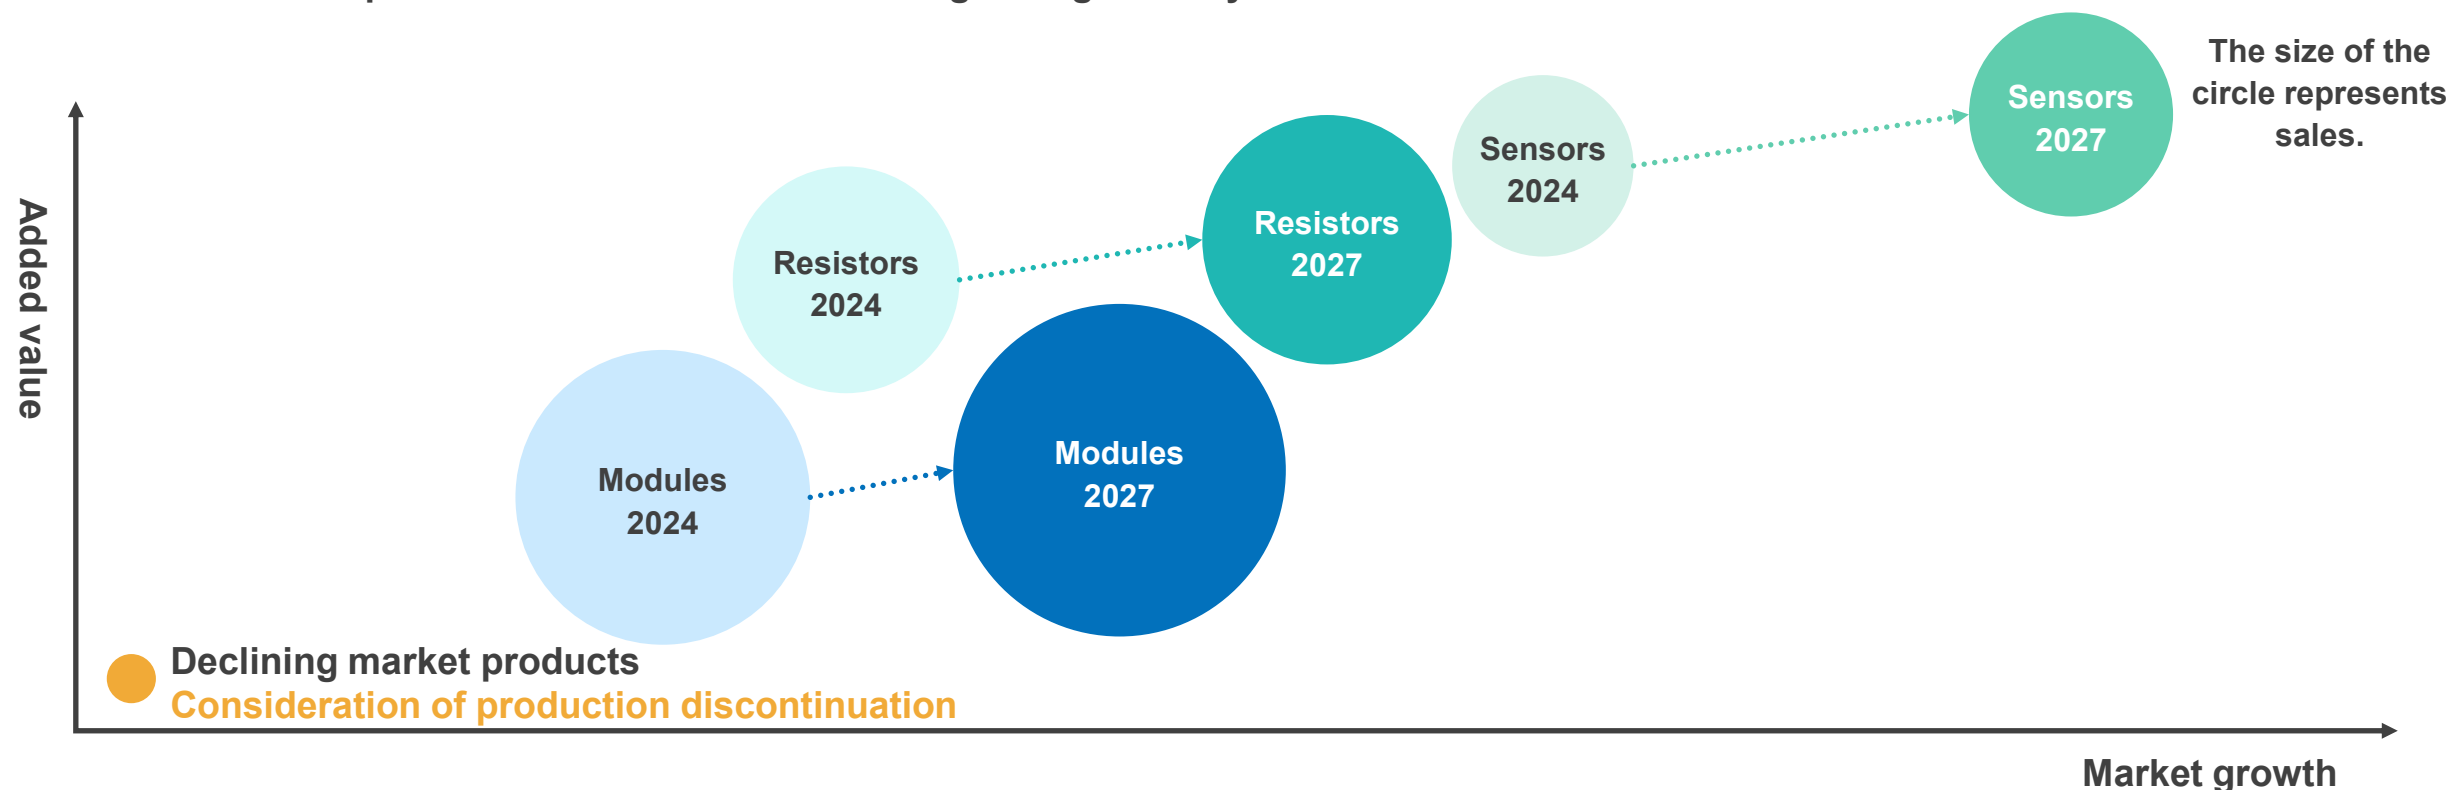 The size of the
circle represents
sales.
Sensors
2027
Sensors
2024
Resistors
2027
Resistors
2024
Added value
Modules
2027
Modules
2024
Declining market products
Consideration of production discontinuation
Market growth